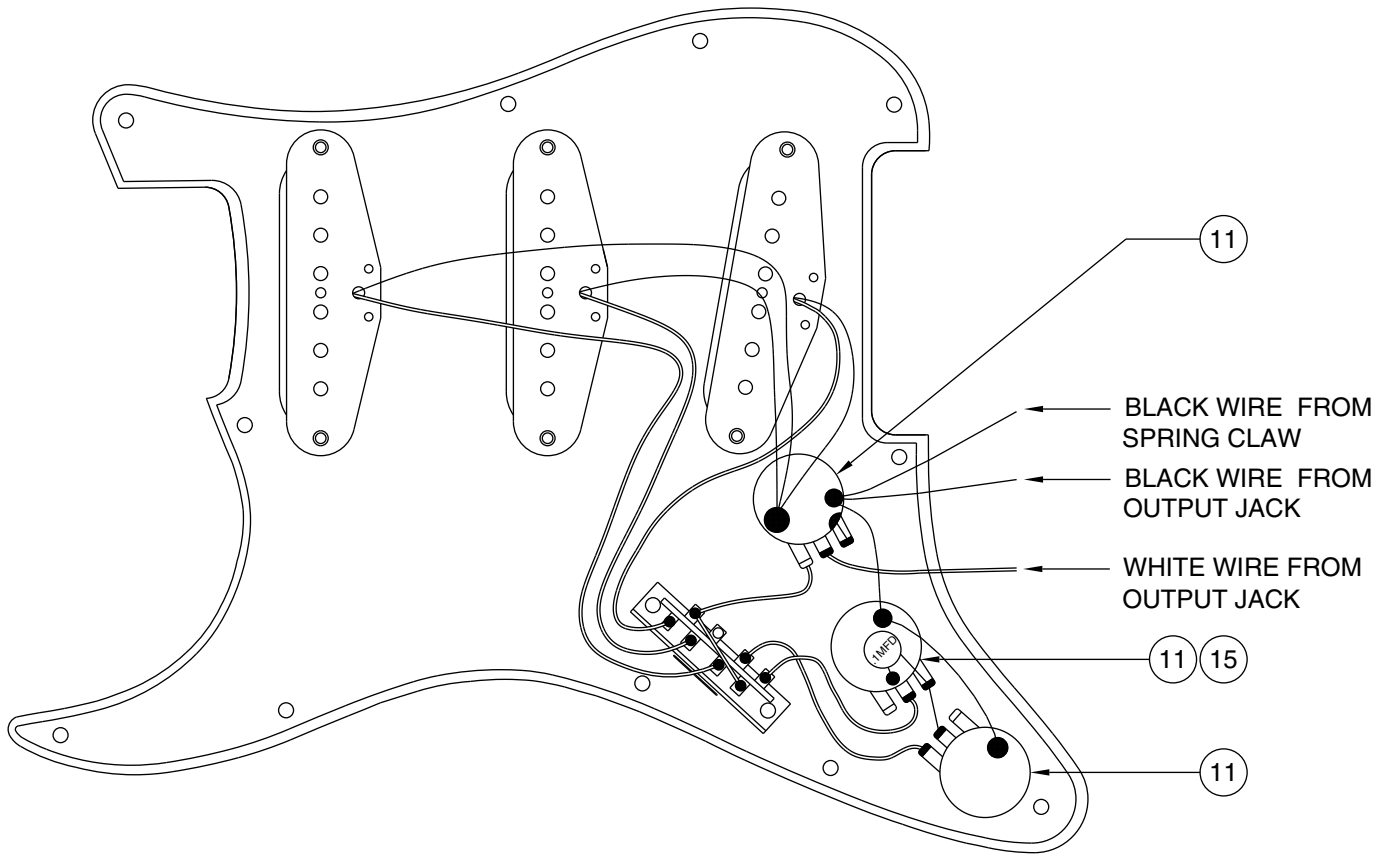 11
BLACK WIRE FROM
SPRING CLAW
BLACK WIRE FROM
OUTPUT JACK
WHITE WIRE FROM
OUTPUT JACK
.1MFD
11 15
11